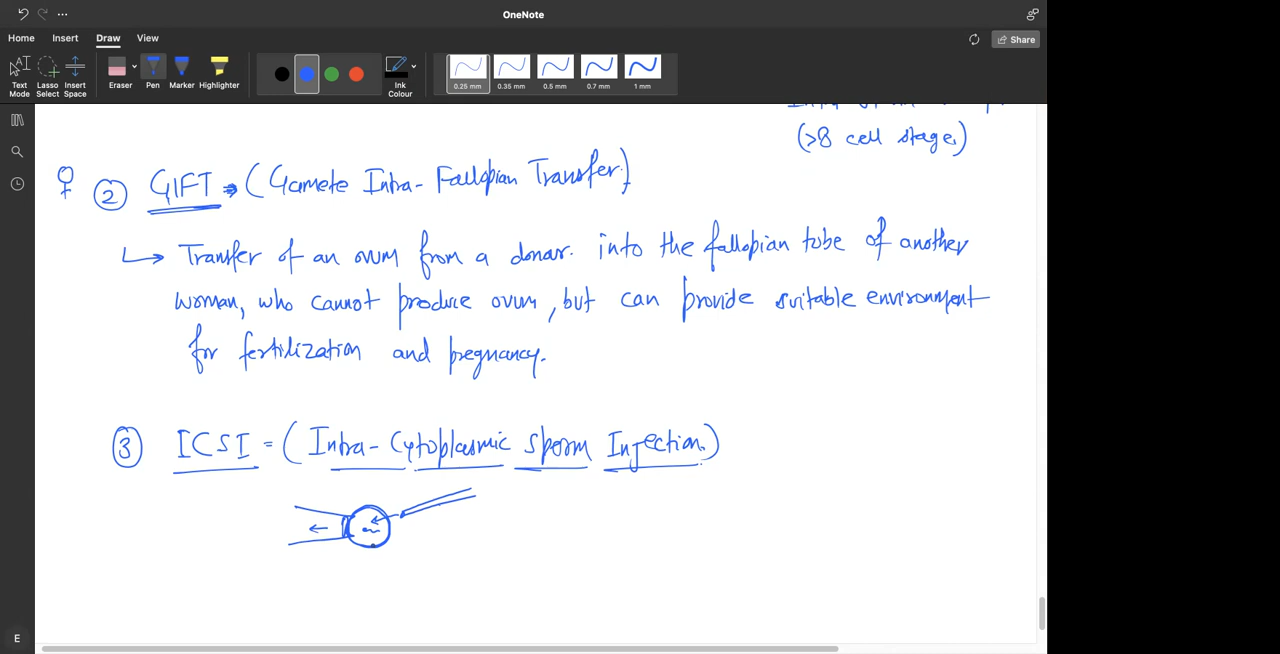 OneNote
Home Insert Draw View
Share
Text Mode
Lasso Select
Insert Space
Eraser
Pen
Marker
Highlighter
Ink Colour
0.25 mm
0.35 mm
0.5 mm
0.7 mm
1 mm
(>8 cell stage)
♀ ② GIFT → (Gamete Intra-Fallopian Transfer)
↳ Transfer of an ovum from a donar. into the fallopian tube of another
woman, who cannot produce ovum, but can provide suitable environment
for fertilization and pregnancy.
③ ICSI = (Intra-Cytoplasmic Sperm Injection)
E